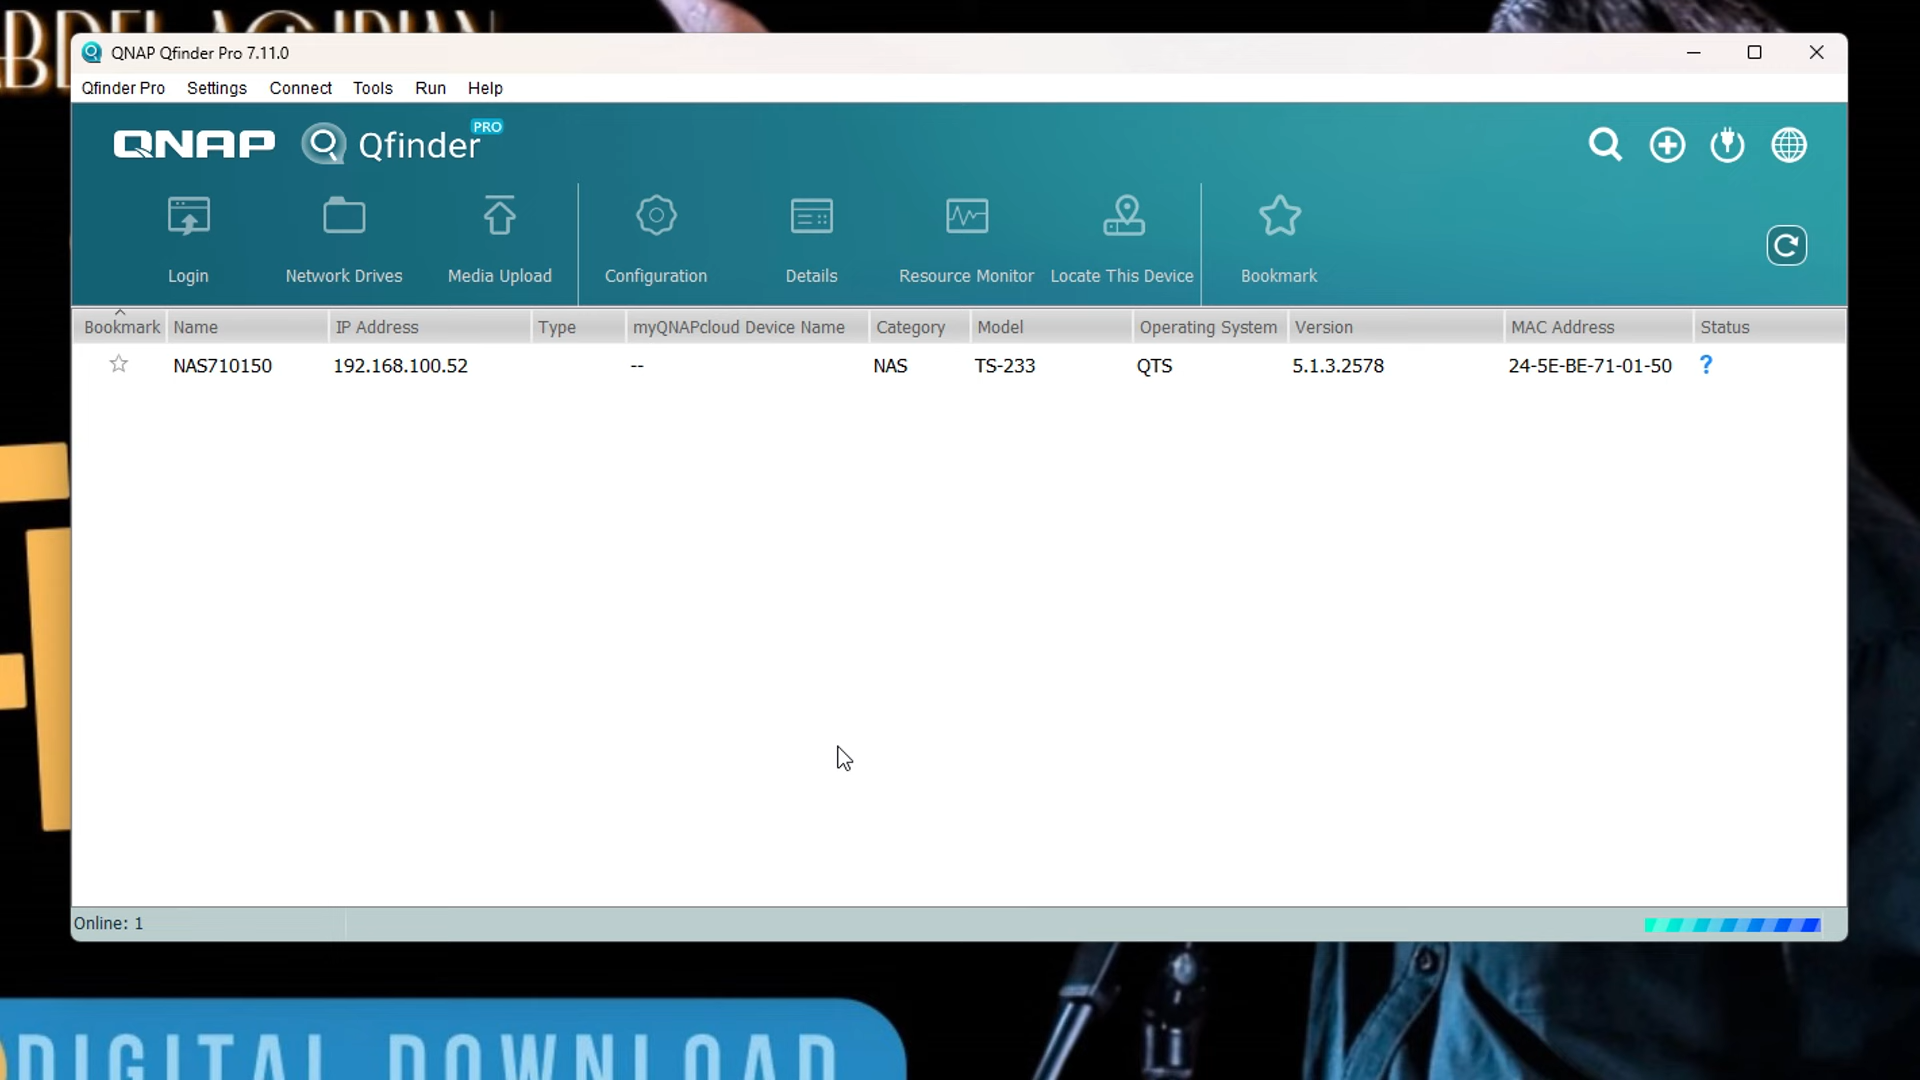 QNAP Qfinder Pro 7.11.0
Qfinder Pro Settings Connect Tools Run Help
QNAP Qfinder PRO
Login Network Drives Media Upload Configuration Details Resource Monitor Locate This Device Bookmark
Bookmark Name IP Address Type myQNAPcloud Device Name Category Model Operating System Version MAC Address Status
NAS710150 192.168.100.52 -- NAS TS-233 QTS 5.1.3.2578 24-5E-BE-71-01-50 ?
Online: 1
DIGITAL DOWNLOAD